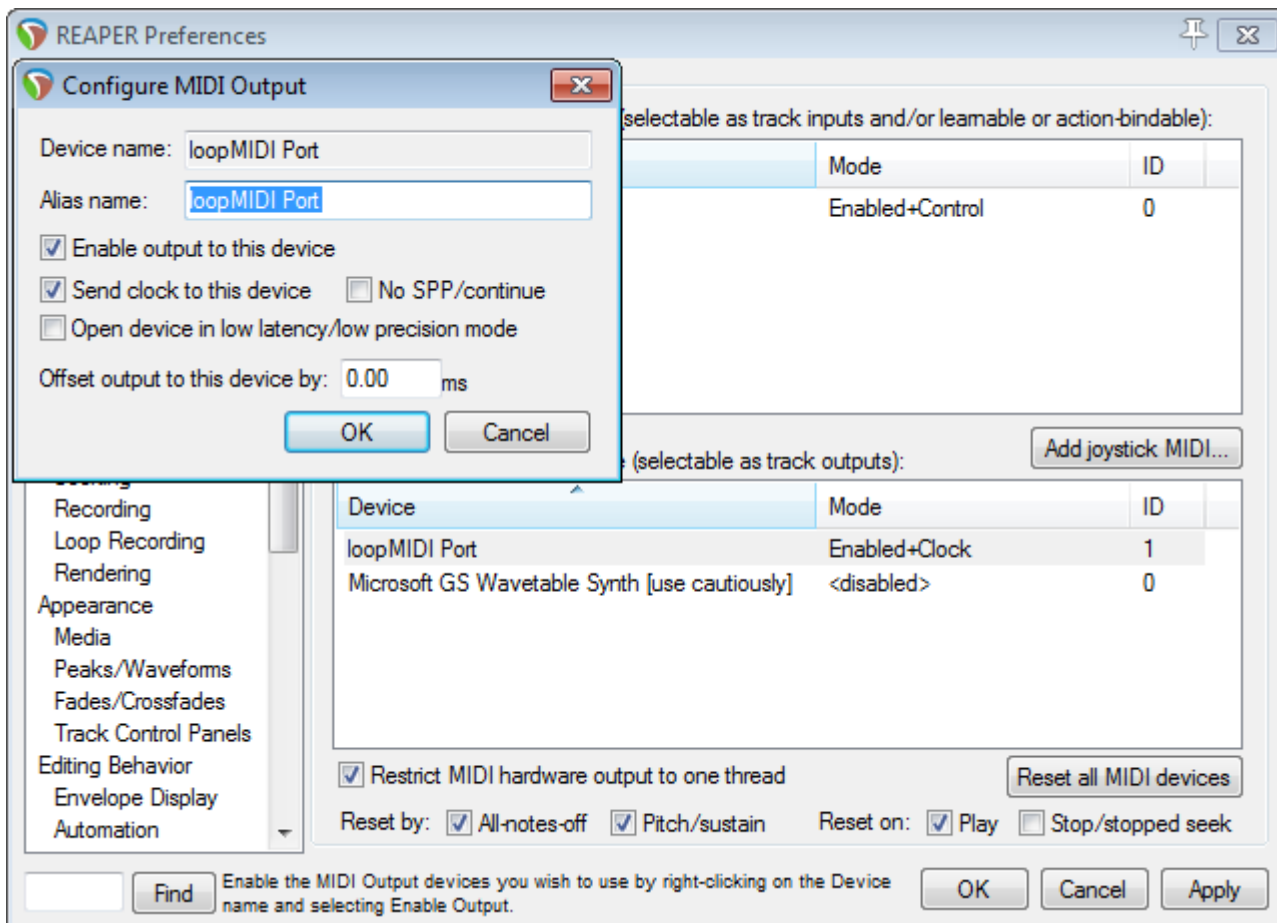 REAPER Preferences
Configure MIDI Output
Device name: loopMIDI Port
Alias name: loopMIDI Port
Enable output to this device
Send clock to this device No SPP/continue
Open device in low latency/low precision mode
Offset output to this device by: 0.00 ms
OK Cancel
(selectable as track inputs and/or learnable or action-bindable):
Mode ID
Enabled+Control 0
(selectable as track outputs):
Add joystick MIDI...
Recording
Loop Recording
Rendering
Appearance
Media
Peaks/Waveforms
Fades/Crossfades
Track Control Panels
Editing Behavior
Envelope Display
Automation
Device Mode ID
loopMIDI Port Enabled+Clock 1
Microsoft GS Wavetable Synth [use cautiously] <disabled> 0
Restrict MIDI hardware output to one thread
Reset all MIDI devices
Reset by: All-notes-off Pitch/sustain Reset on: Play Stop/stopped seek
Find
Enable the MIDI Output devices you wish to use by right-clicking on the Device
name and selecting Enable Output.
OK Cancel Apply